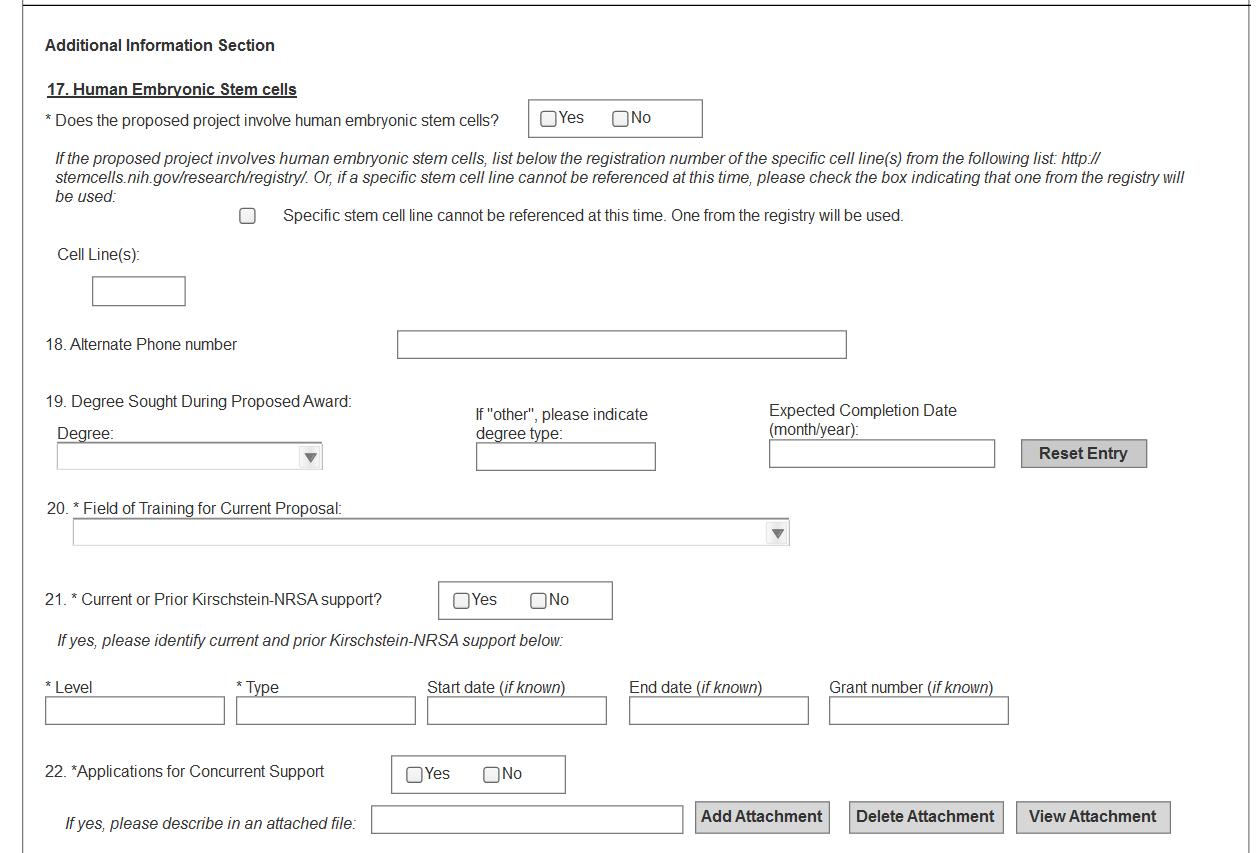 Additional Information Section
17. Human Embryonic Stem cells
* Does the proposed project involve human embryonic stem cells? Yes No
If the proposed project involves human embryonic stem cells, list below the registration number of the specific cell line(s) from the following list: http://
stemcells.nih.gov/research/registry/. Or, if a specific stem cell line cannot be referenced at this time, please check the box indicating that one from the registry will
be used:
Specific stem cell line cannot be referenced at this time. One from the registry will be used.
Cell Line(s):
18. Alternate Phone number
19. Degree Sought During Proposed Award:
Degree:
If "other", please indicate
degree type:
Expected Completion Date
(month/year):
Reset Entry
20. * Field of Training for Current Proposal:
21. * Current or Prior Kirschstein-NRSA support? Yes No
If yes, please identify current and prior Kirschstein-NRSA support below:
* Level * Type Start date (if known) End date (if known) Grant number (if known)
22. *Applications for Concurrent Support Yes No
If yes, please describe in an attached file: Add Attachment Delete Attachment View Attachment